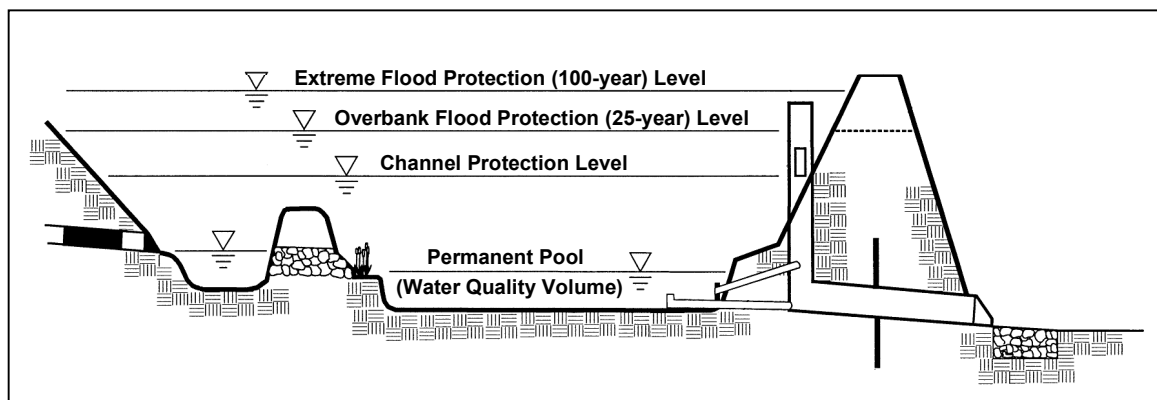 Extreme Flood Protection (100-year) Level
Overbank Flood Protection (25-year) Level
Channel Protection Level
Permanent Pool
(Water Quality Volume)